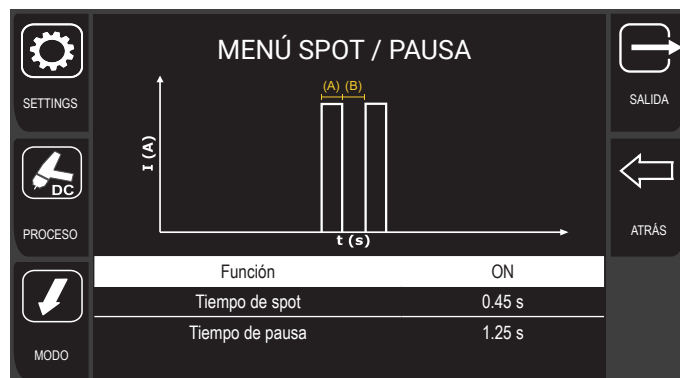 MENÚ SPOT / PAUSA
SETTINGS
DC
PROCESO
MODO
(A) (B)
I (A)
t (s)
Función ON
Tiempo de spot 0.45 s
Tiempo de pausa 1.25 s
SALIDA
ATRÁS